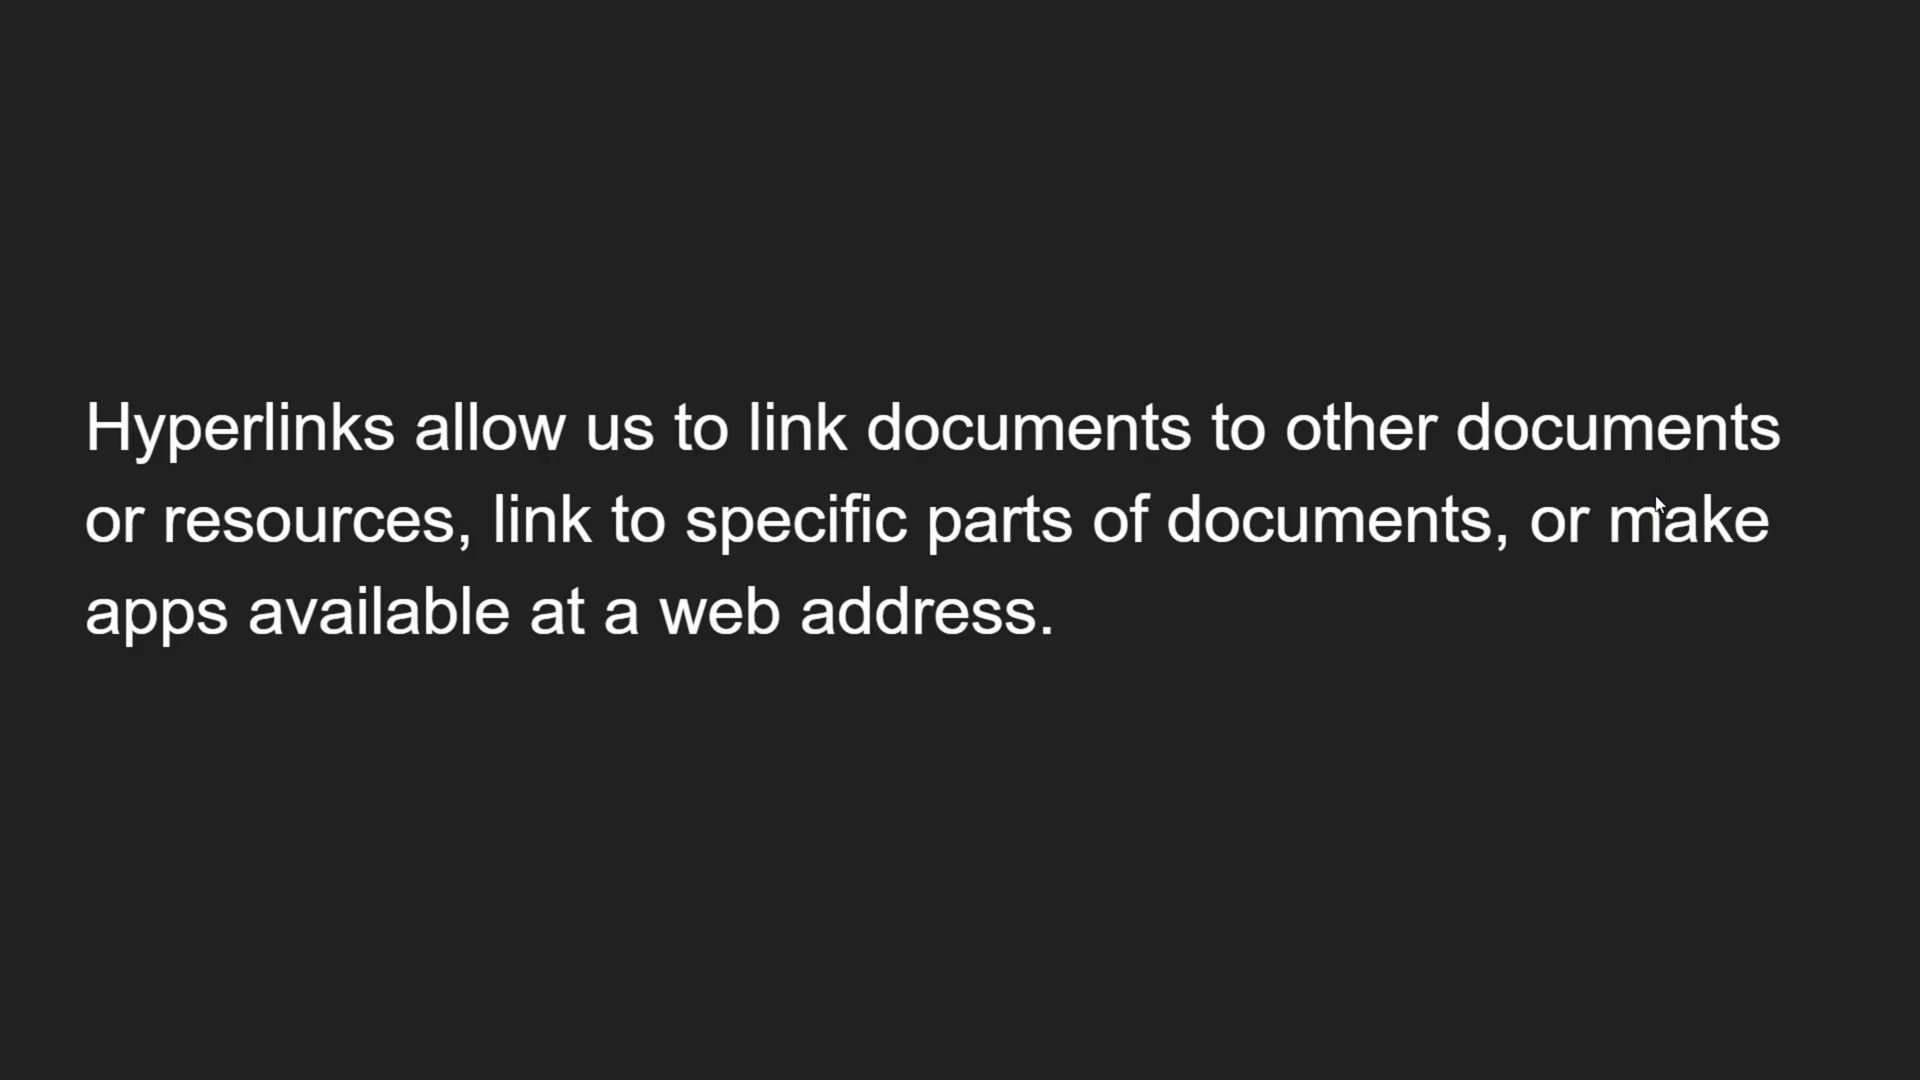 Hyperlinks allow us to link documents to other documents
or resources, link to specific parts of documents, or make
apps available at a web address.